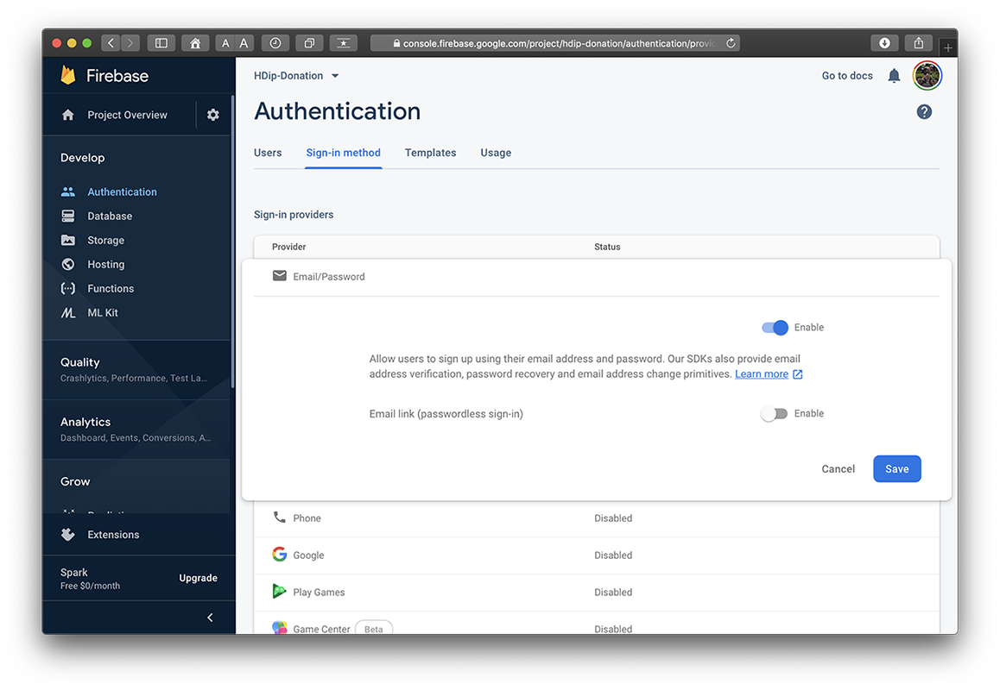 A A
console.firebase.google.com/project/hdip-donation/authentication/provi
Firebase
Project Overview
Develop
Authentication
Database
Storage
Hosting
Functions
ML Kit
Quality
Crashlytics, Performance, Test La...
Analytics
Dashboard, Events, Conversions, A...
Grow
Extensions
Spark
Free $0/month
Upgrade
HDip-Donation
Go to docs
Authentication
Users Sign-in method Templates Usage
Sign-in providers
Provider Status
Email/Password
Enable
Allow users to sign up using their email address and password. Our SDKs also provide email
address verification, password recovery and email address change primitives. Learn more
Email link (passwordless sign-in) Enable
Cancel Save
Phone Disabled
Google Disabled
Play Games Disabled
Game Center Beta Disabled